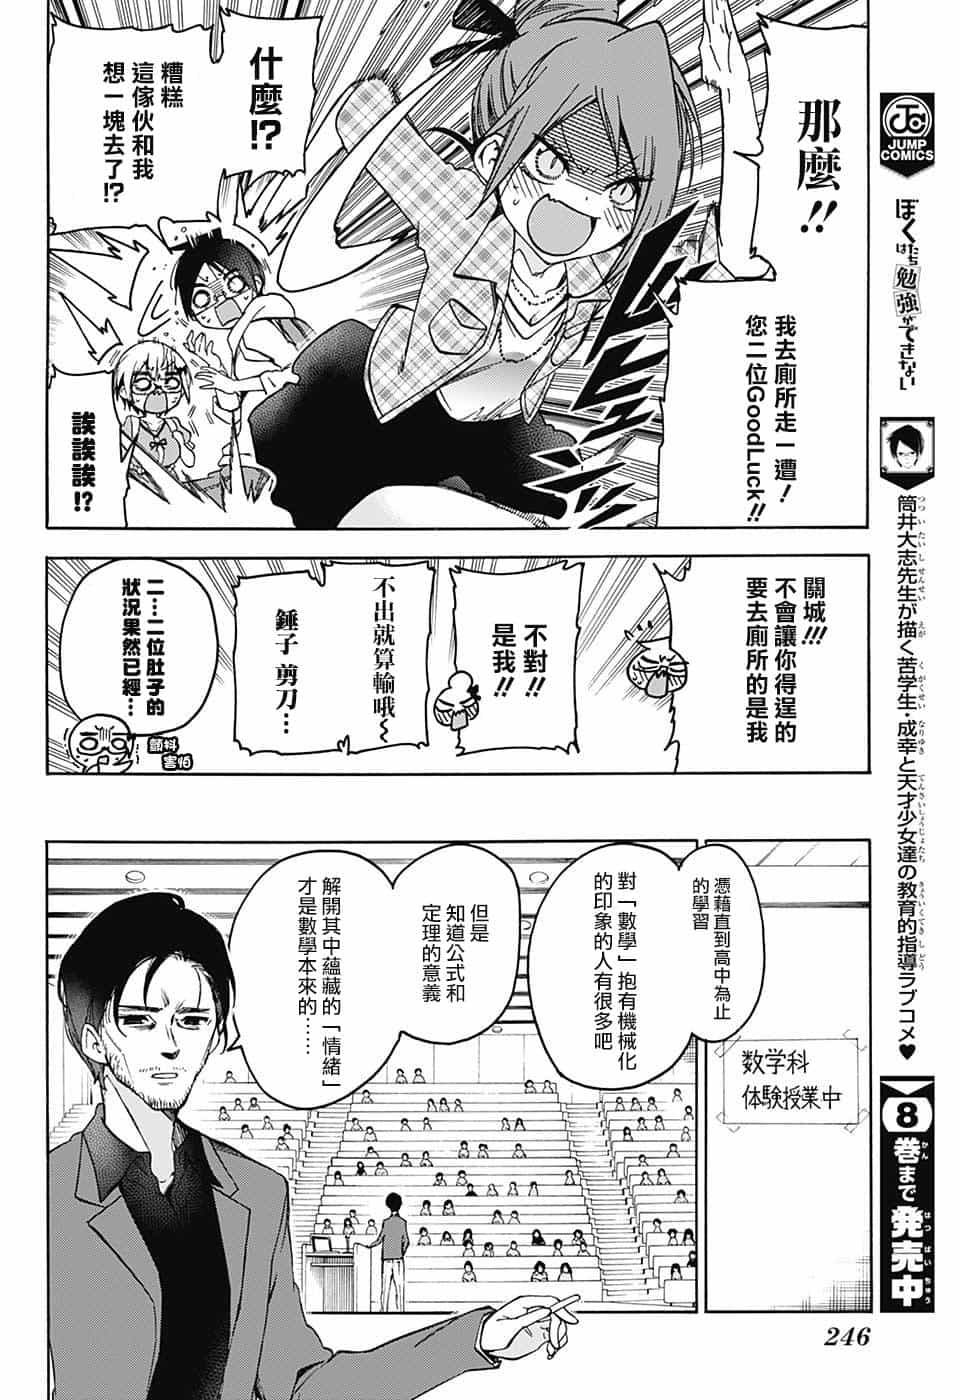 那麼!!
我去廁所走一遭!
您二位GoodLuck!!
什麼!?
糟糕
這傢伙和我
想一塊去了!?
誒誒誒!?
關城!!!
不會讓你得逞的
要去廁所的是我
不對!!
是我!!
不出就算輸哦~
錘子 剪刀…
二…二位肚子的
狀況果然已經…
顫抖
害怕
憑藉直到高中為止
的學習
對「數學」抱有機械化
的印象的人有很多吧
但是
知道公式和
定理的意義
解開其中蘊藏的「情緒」
才是數學本來的……
数学科
体験授業中
JUMP
COMICS
ぼくたちは勉強ができない
筒井大志先生が描く苦学生・成幸と天才少女達の教育的指導ラブコメ♥
8巻まで発売中
246